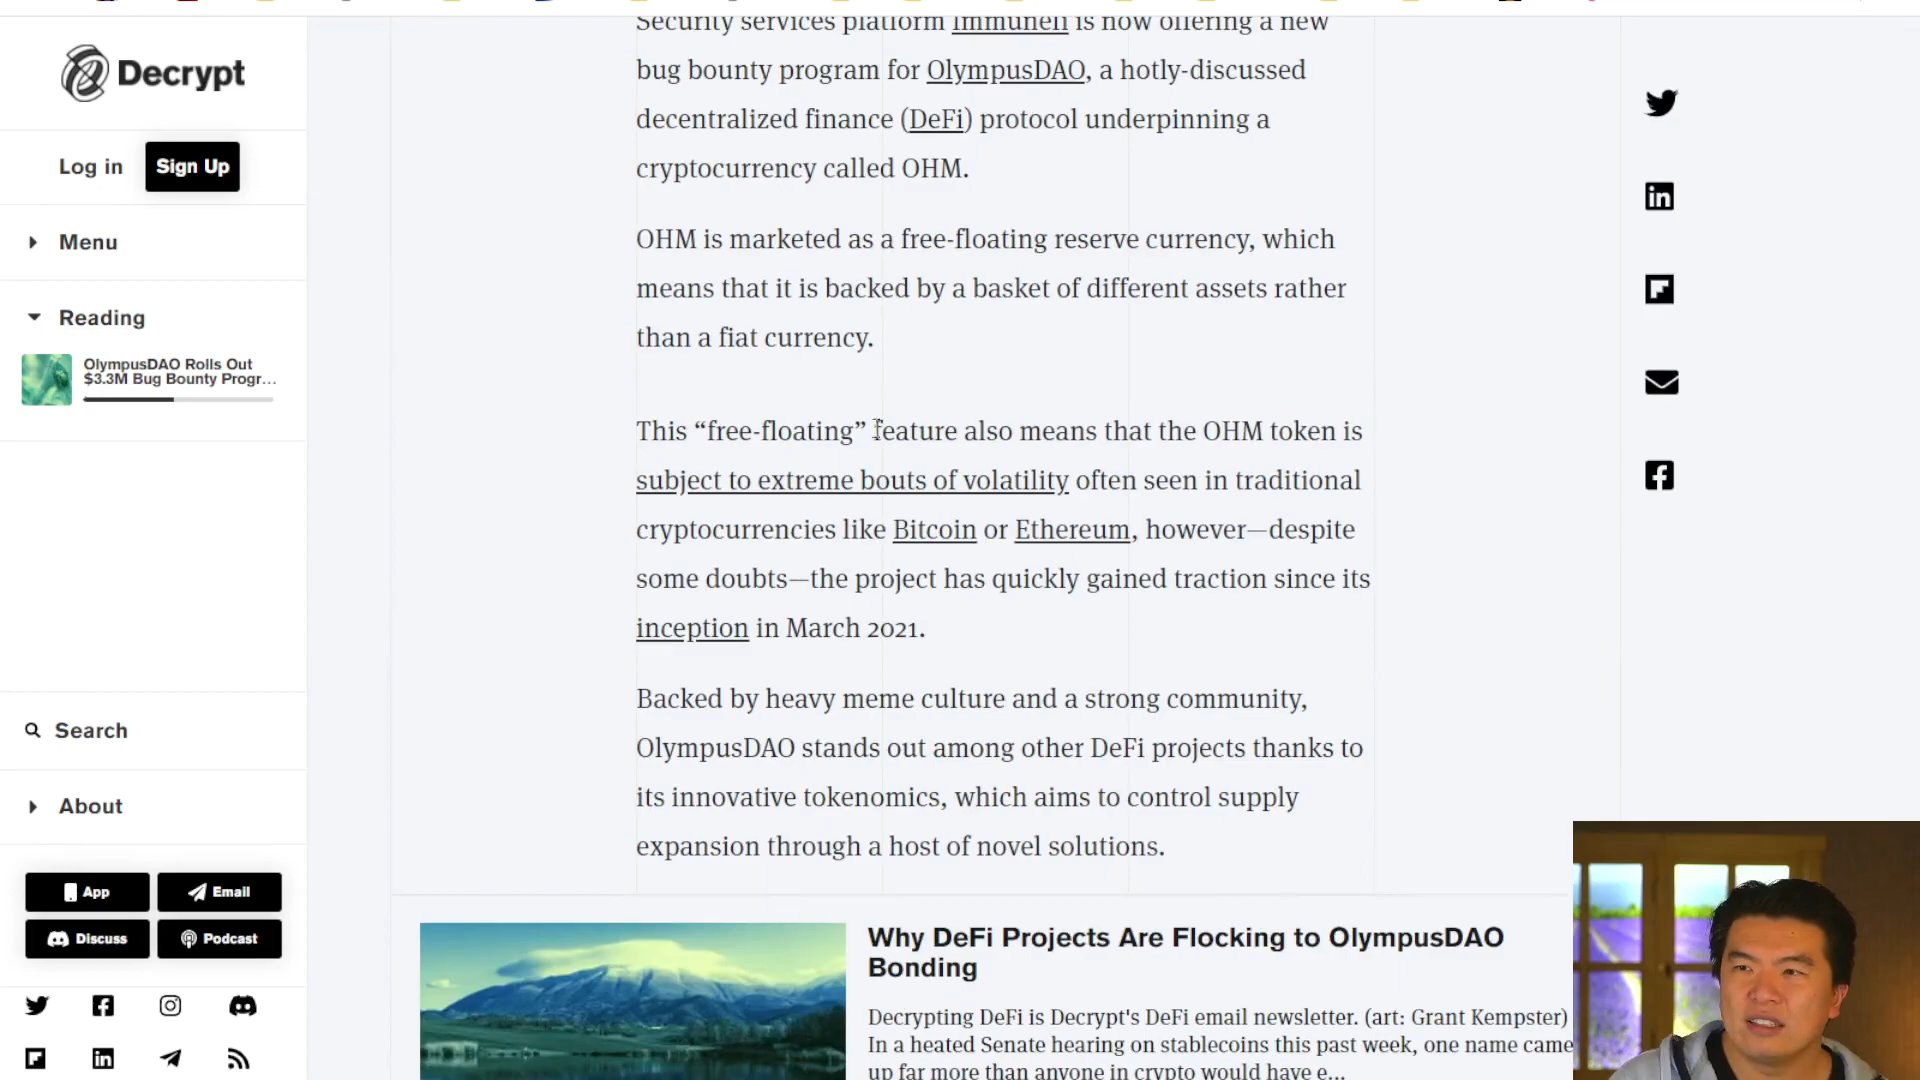 Decrypt
Log in
Sign Up
Menu
Reading
OlympusDAO Rolls Out
$3.3M Bug Bounty Progr...
Search
About
App
Email
Discuss
Podcast
Security services platform Immunefi is now offering a new
bug bounty program for OlympusDAO, a hotly-discussed
decentralized finance (DeFi) protocol underpinning a
cryptocurrency called OHM.
OHM is marketed as a free-floating reserve currency, which
means that it is backed by a basket of different assets rather
than a fiat currency.
This “free-floating” feature also means that the OHM token is
subject to extreme bouts of volatility often seen in traditional
cryptocurrencies like Bitcoin or Ethereum, however—despite
some doubts—the project has quickly gained traction since its
inception in March 2021.
Backed by heavy meme culture and a strong community,
OlympusDAO stands out among other DeFi projects thanks to
its innovative tokenomics, which aims to control supply
expansion through a host of novel solutions.
Why DeFi Projects Are Flocking to OlympusDAO
Bonding
Decrypting DeFi is Decrypt's DeFi email newsletter. (art: Grant Kempster)
In a heated Senate hearing on stablecoins this past week, one name came
up far more than anyone in crypto would have e...